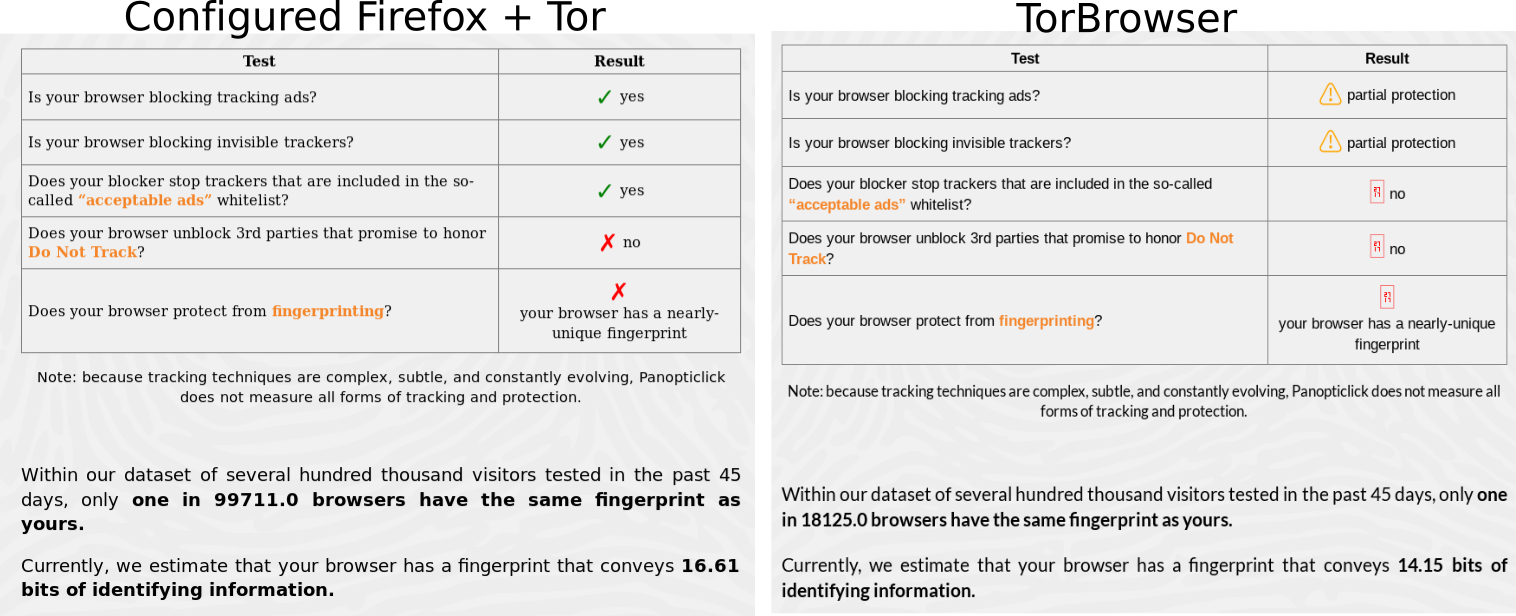 Configured Firefox + Tor
Test Result
Is your browser blocking tracking ads? ✓ yes
Is your browser blocking invisible trackers? ✓ yes
Does your blocker stop trackers that are included in the so-
called “acceptable ads” whitelist? ✓ yes
Does your browser unblock 3rd parties that promise to honor
Do Not Track? ✗ no
Does your browser protect from fingerprinting? ✗
your browser has a nearly-
unique fingerprint
Note: because tracking techniques are complex, subtle, and constantly evolving, Panopticlick
does not measure all forms of tracking and protection.
Within our dataset of several hundred thousand visitors tested in the past 45
days, only one in 99711.0 browsers have the same fingerprint as
yours.
Currently, we estimate that your browser has a fingerprint that conveys 16.61
bits of identifying information.
TorBrowser
Test Result
Is your browser blocking tracking ads? partial protection
Is your browser blocking invisible trackers? partial protection
Does your blocker stop trackers that are included in the so-called
“acceptable ads” whitelist? no
Does your browser unblock 3rd parties that promise to honor Do Not
Track? no
Does your browser protect from fingerprinting?
your browser has a nearly-unique
fingerprint
Note: because tracking techniques are complex, subtle, and constantly evolving, Panopticlick does not measure all
forms of tracking and protection.
Within our dataset of several hundred thousand visitors tested in the past 45 days, only one
in 18125.0 browsers have the same fingerprint as yours.
Currently, we estimate that your browser has a fingerprint that conveys 14.15 bits of
identifying information.